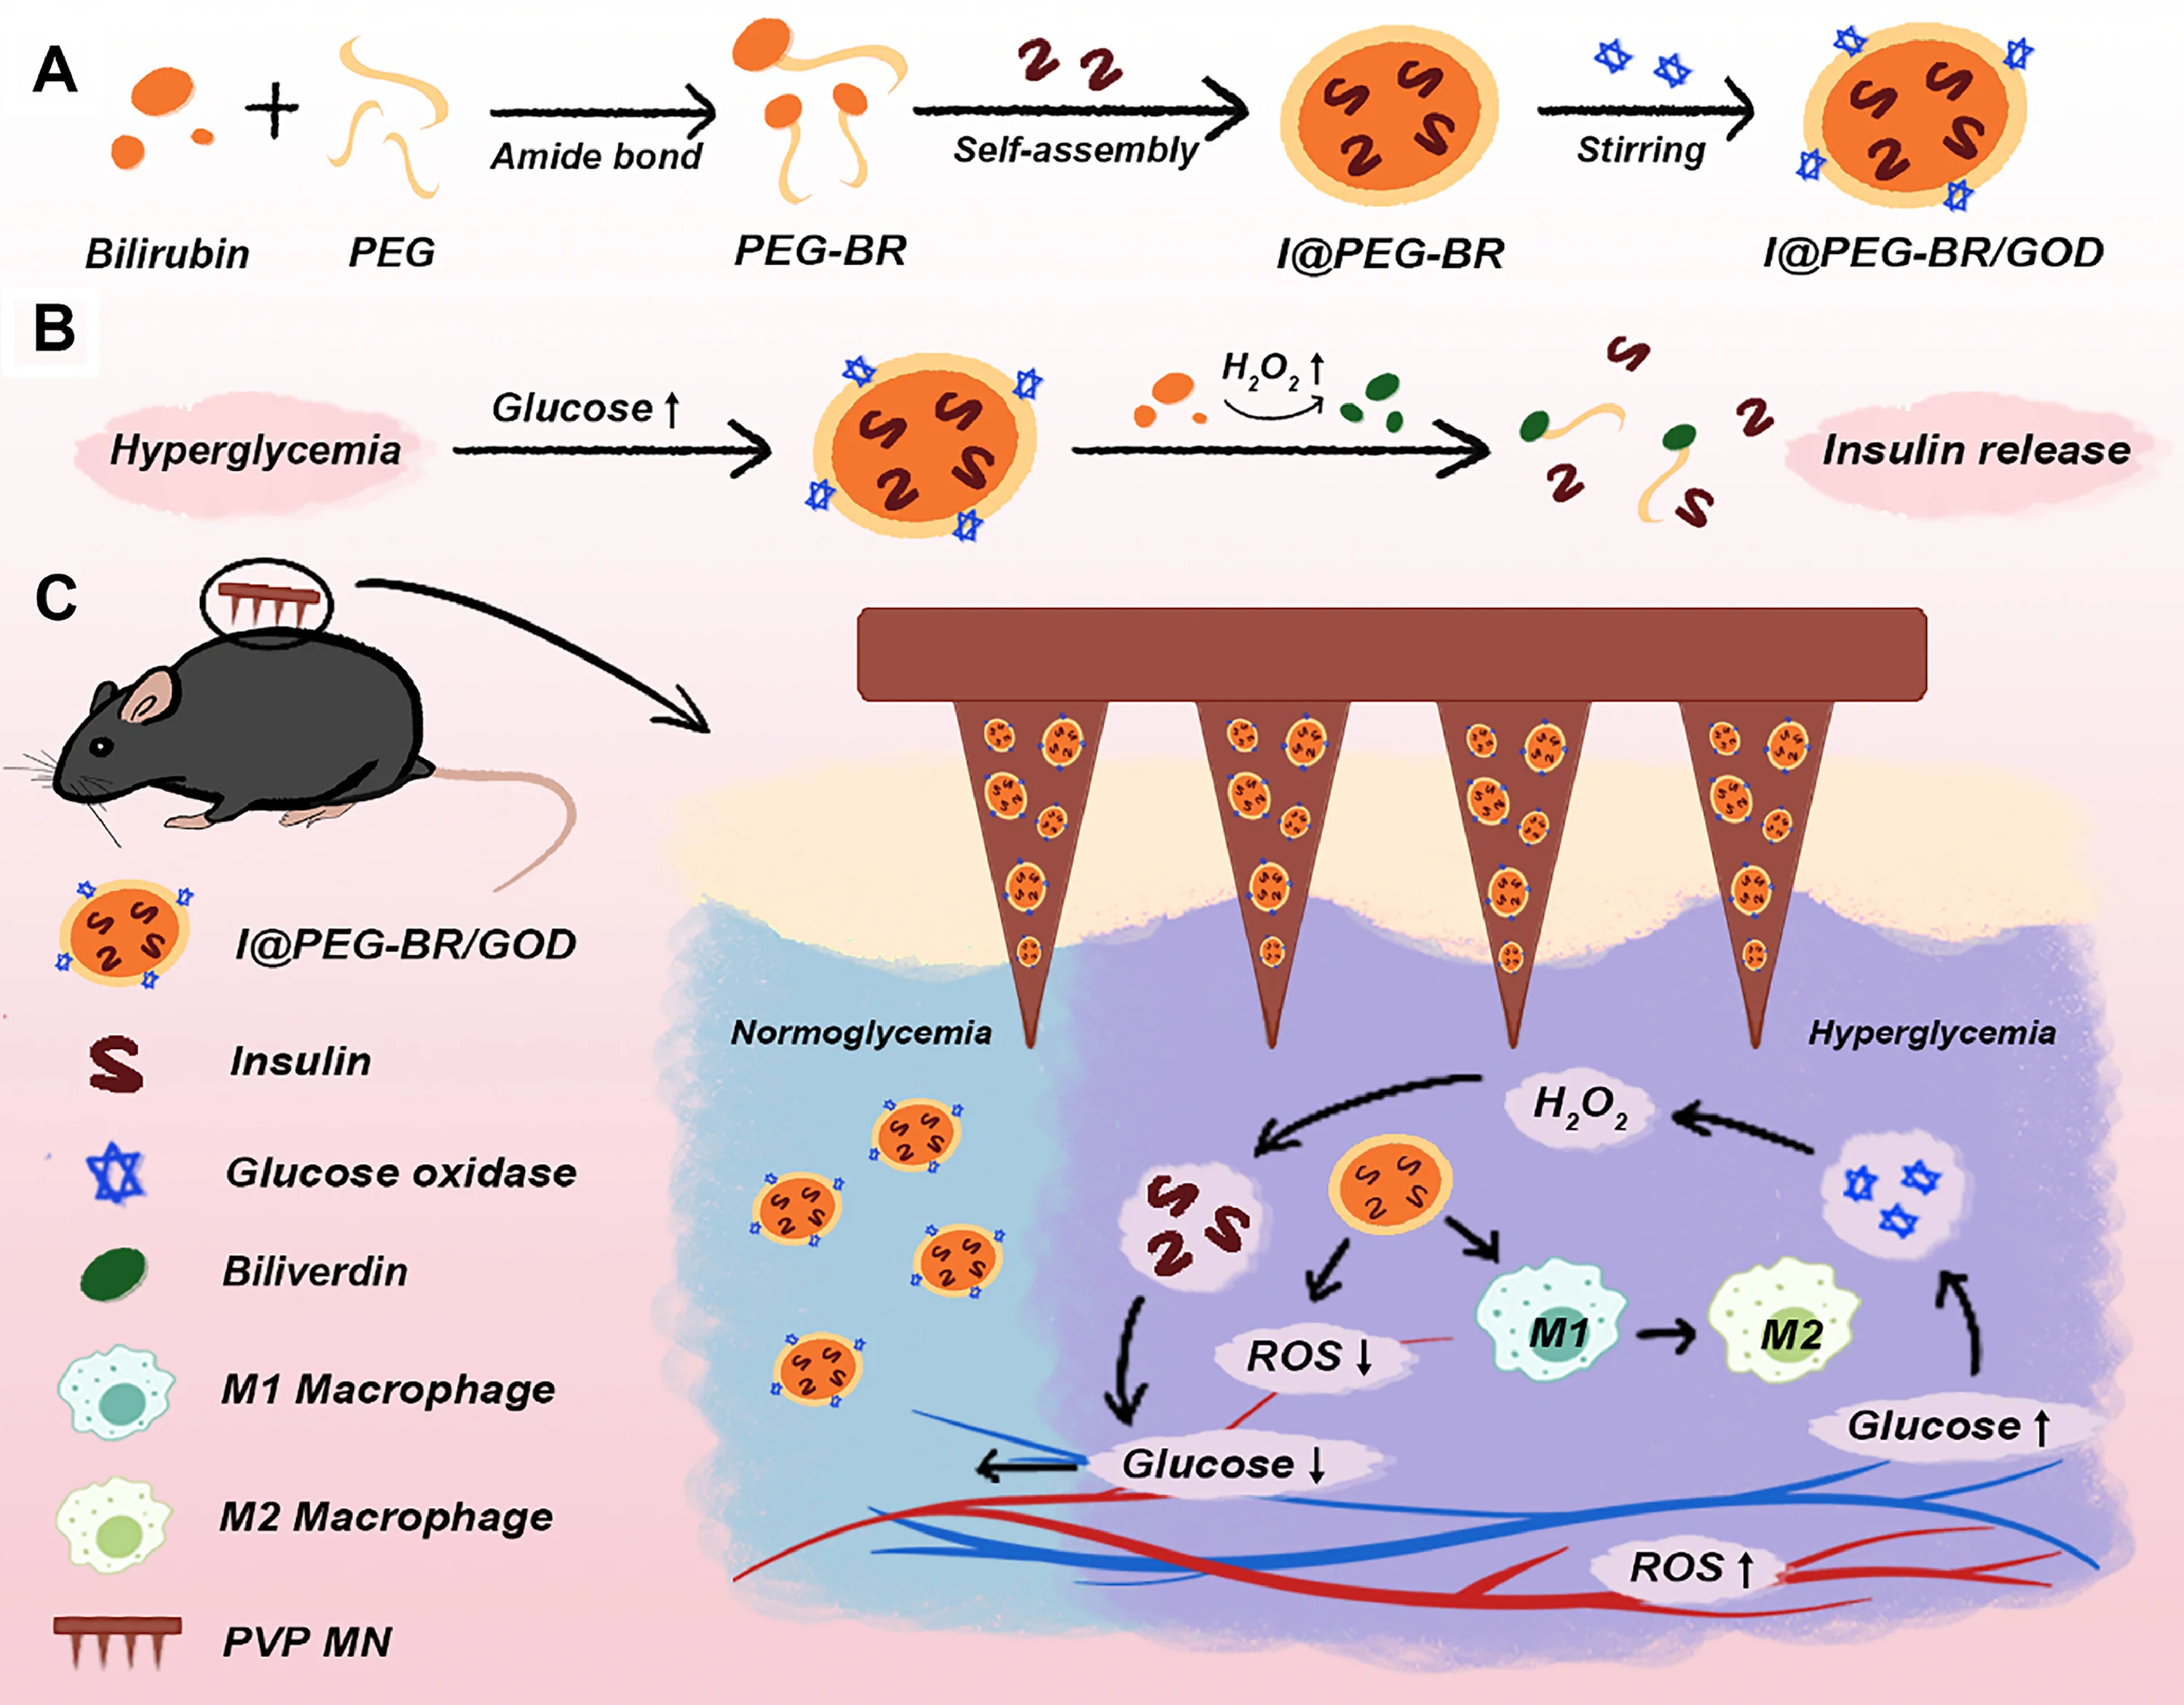 A
Amide bond
Self-assembly
Stirring
Bilirubin
PEG
PEG-BR
I@PEG-BR
I@PEG-BR/GOD
B
Hyperglycemia
Glucose ↑
H₂O₂ ↑
Insulin release
C
I@PEG-BR/GOD
Insulin
Glucose oxidase
Biliverdin
M1 Macrophage
M2 Macrophage
PVP MN
Normoglycemia
Hyperglycemia
H₂O₂
ROS ↓
M1
M2
Glucose ↑
Glucose ↓
ROS ↑